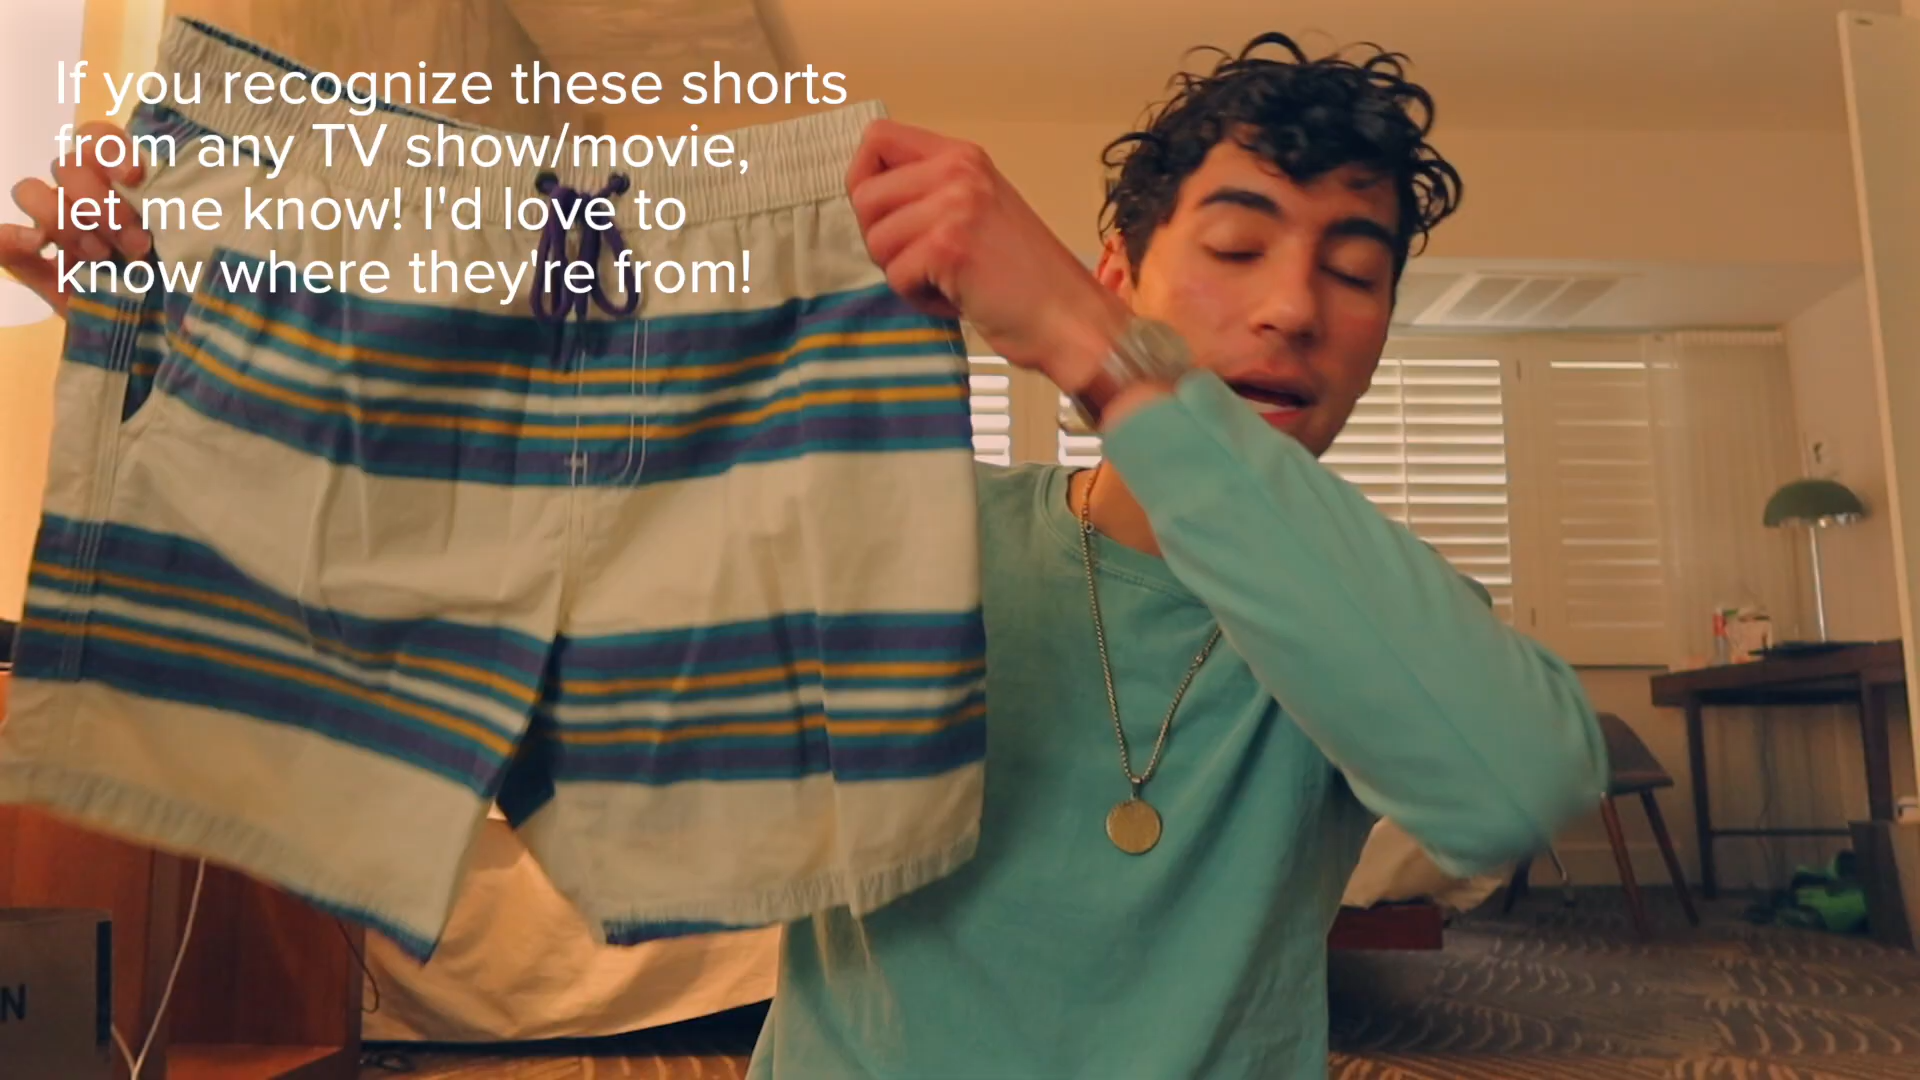 If you recognize these shorts
from any TV show/movie,
let me know! I'd love to
know where they're from!
N